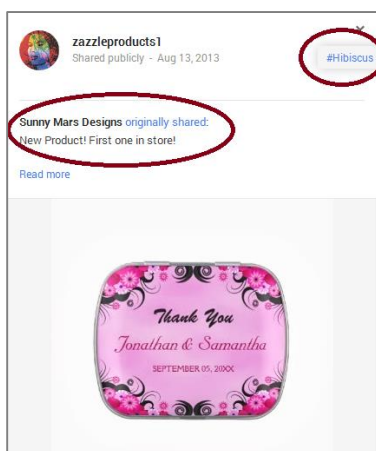 zazzleproducts1
Shared publicly - Aug 13, 2013
#Hibiscus
Sunny Mars Designs originally shared:
New Product! First one in store!
Read more
Thank You
Jonathan & Samantha
SEPTEMBER 05, 20XX